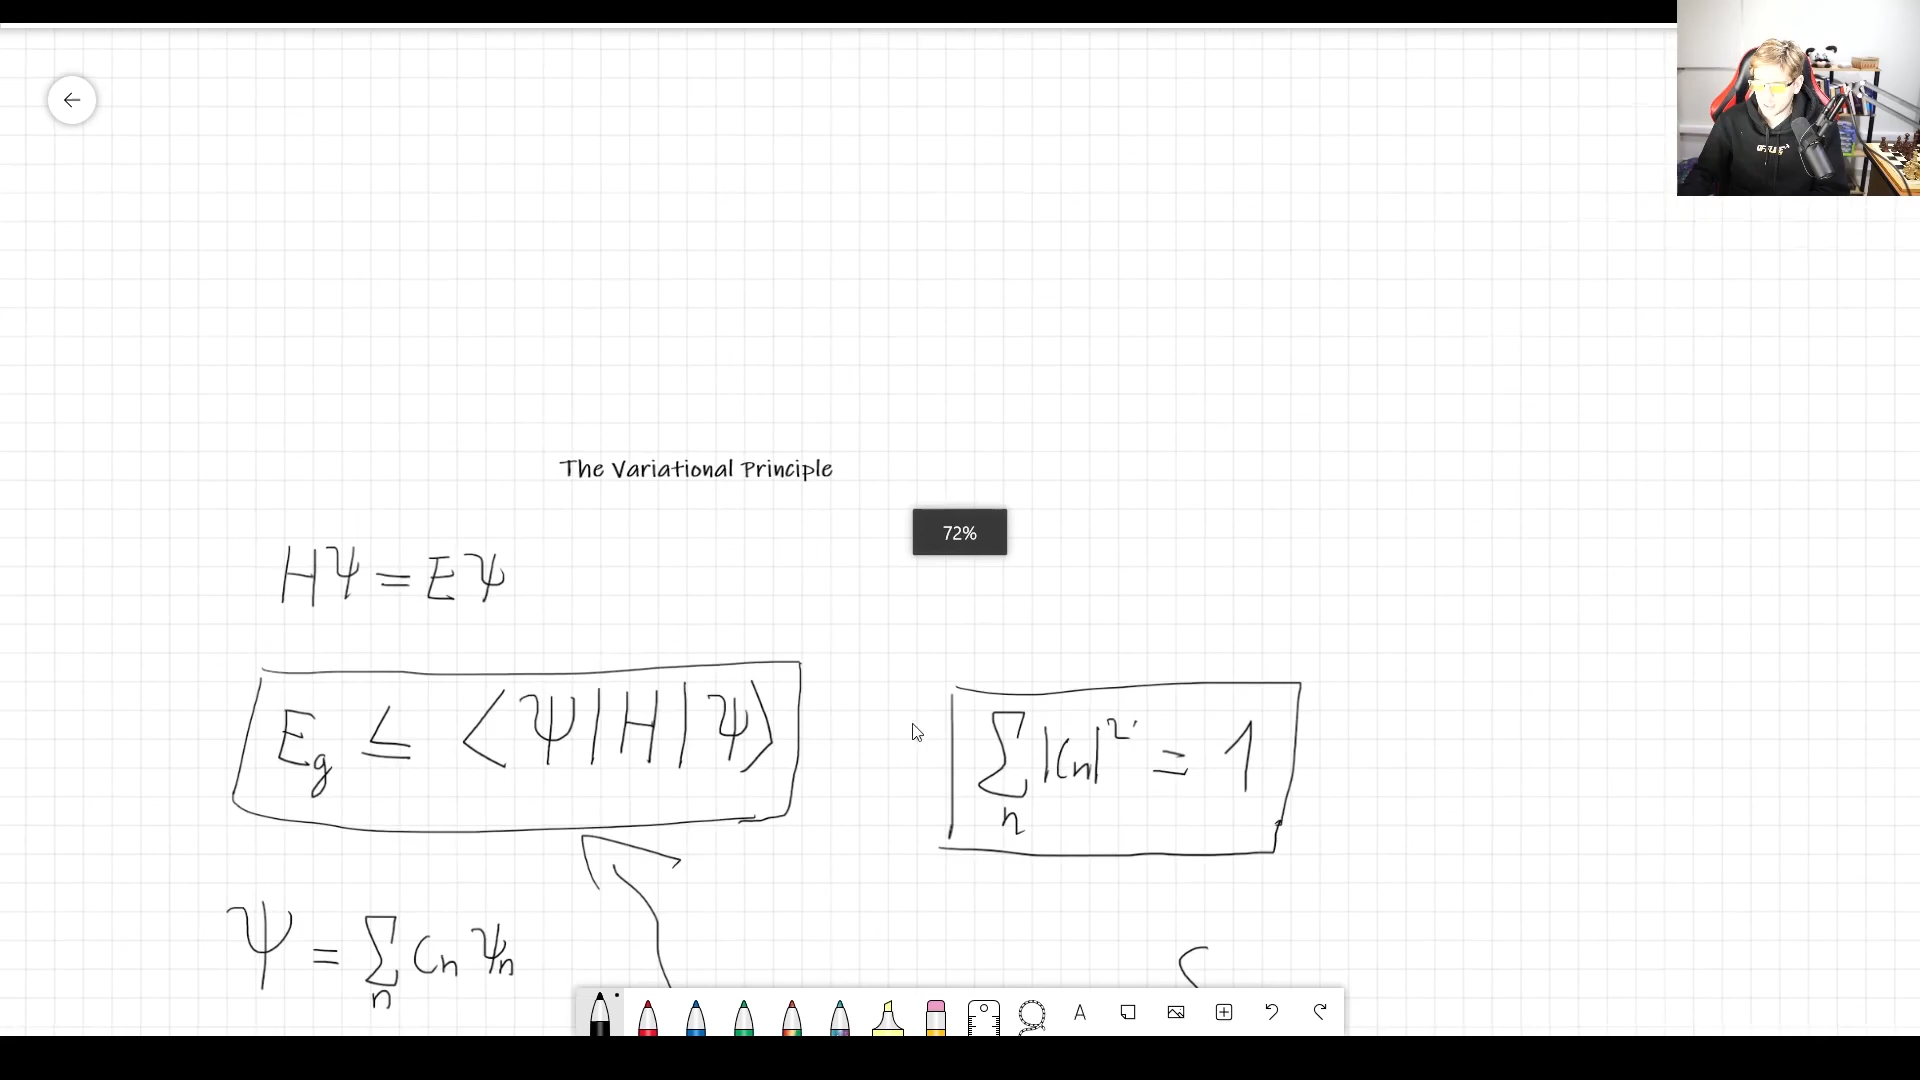 The Variational Principle
72%
HΨ = EΨ
E_g ≤ ⟨Ψ|H|Ψ⟩
∑_n |C_n|² = 1
Ψ = ∑_n C_n Ψ_n
A